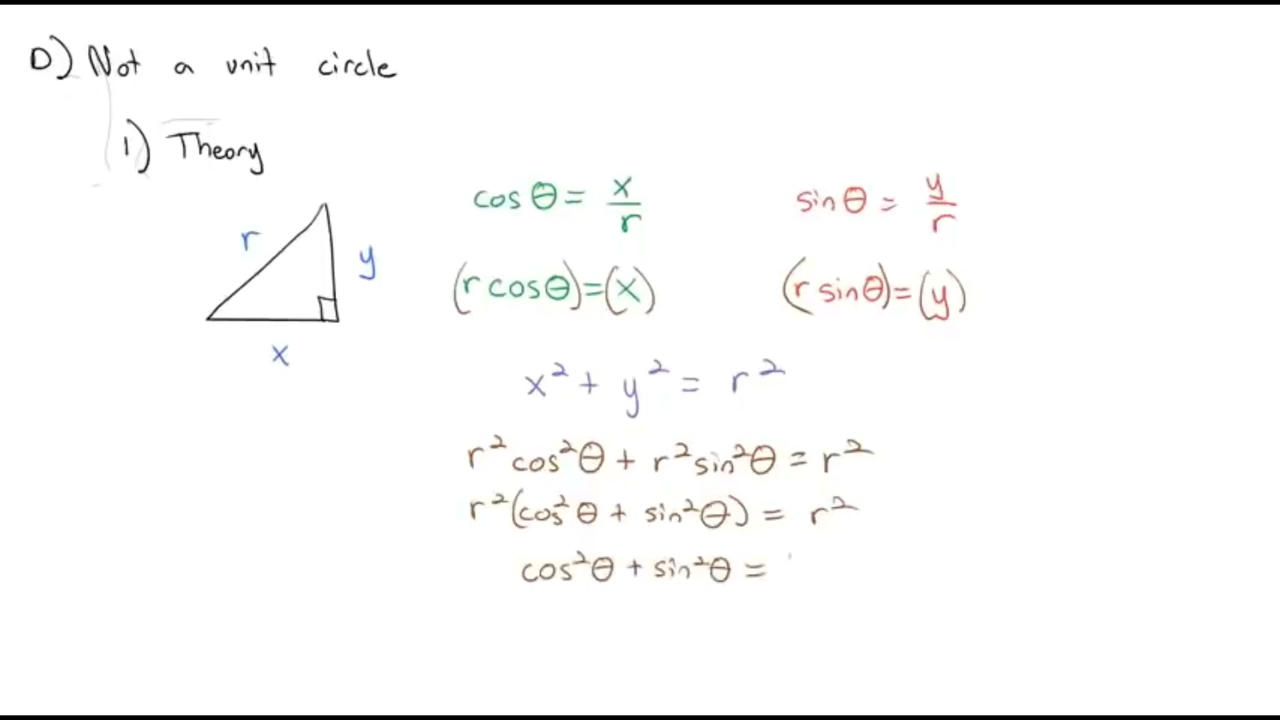 D) Not a unit circle
1) Theory
cos θ = x/r
sin θ = y/r
r
y
x
(r cos θ) = (x)
(r sin θ) = (y)
x² + y² = r²
r² cos²θ + r² sin²θ = r²
r²(cos²θ + sin²θ) = r²
cos²θ + sin²θ =